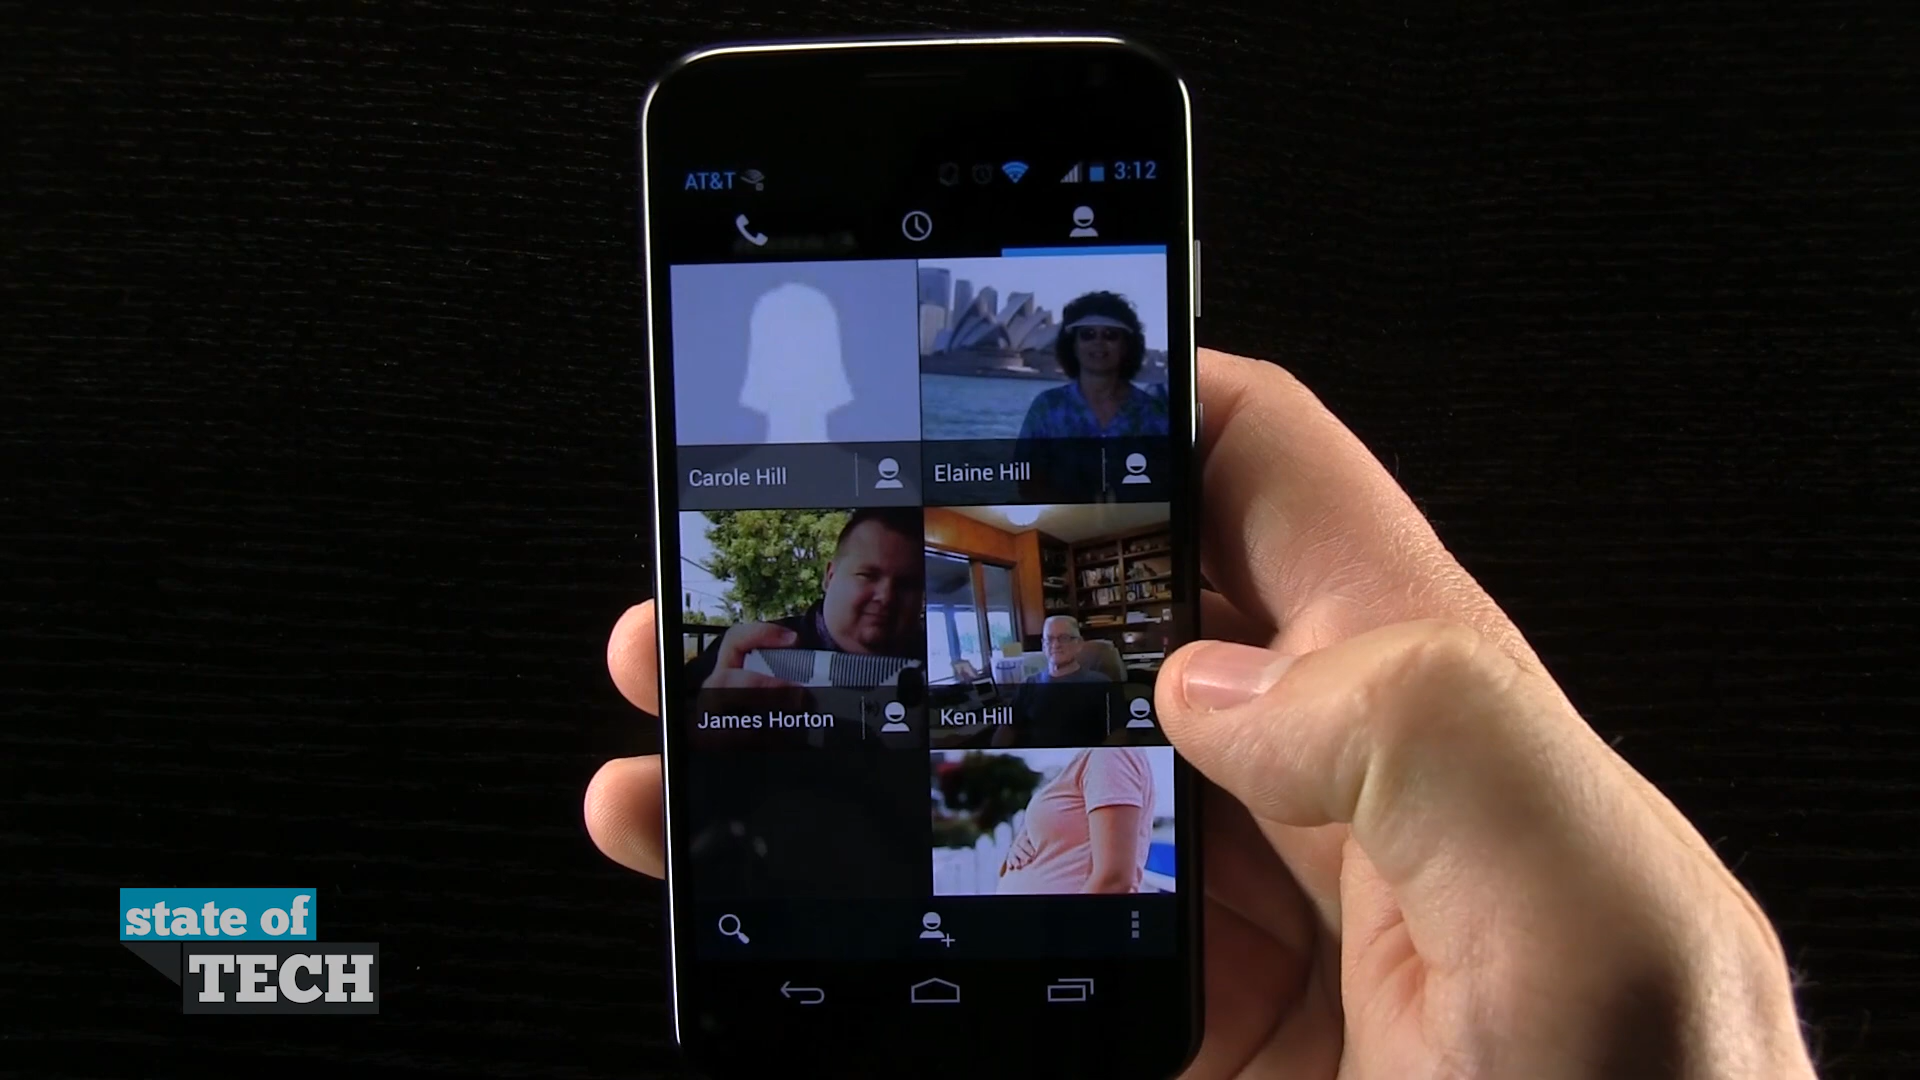 AT&T 3:12
Carole Hill
Elaine Hill
James Horton
Ken Hill
state of
TECH